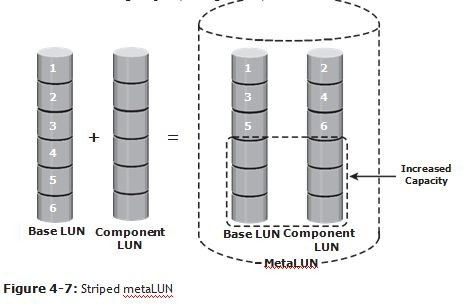 1
2
3
4
5
6
+
=
1 2
3 4
5 6
Increased
Capacity
Base LUN Component
LUN
Base LUN Component
LUN
MetaLUN
Figure 4-7: Striped metaLUN